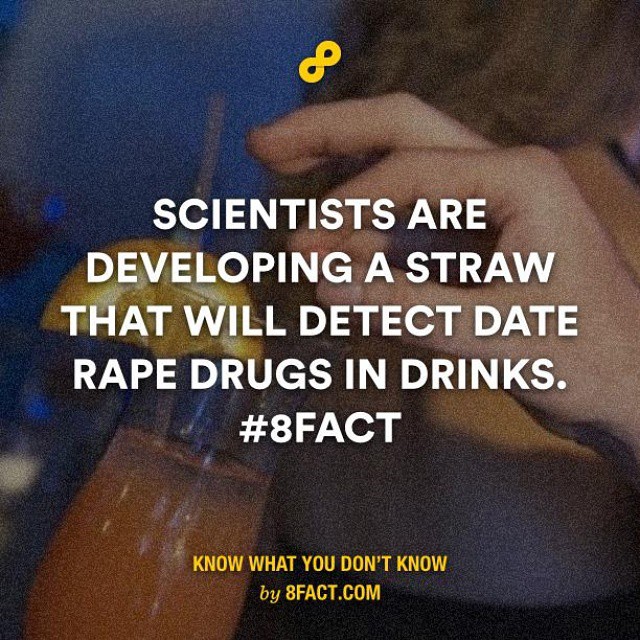 SCIENTISTS ARE
DEVELOPING A STRAW
THAT WILL DETECT DATE
RAPE DRUGS IN DRINKS.
#8FACT
KNOW WHAT YOU DON'T KNOW
by 8FACT.COM